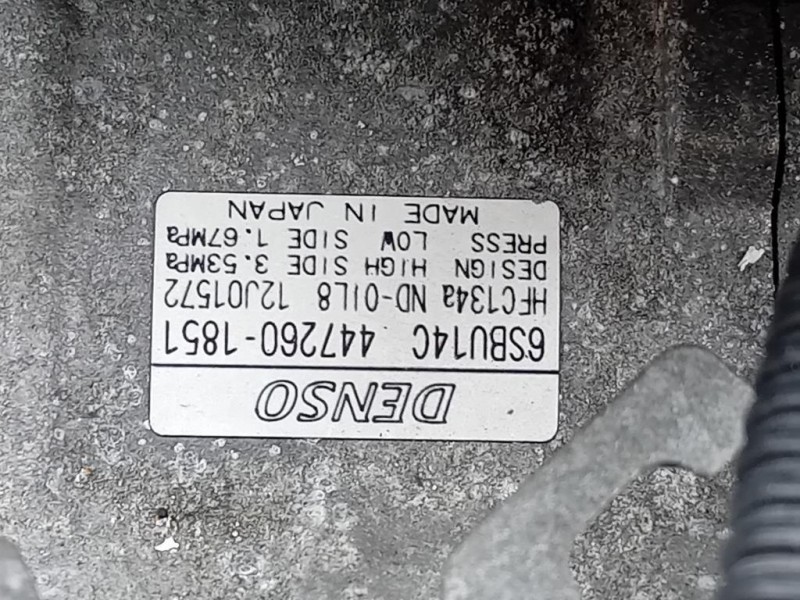 DENSO
6SBU14C 447260-1851
HFC134a ND-OIL8 12J01572
DESIGN HIGH SIDE 3.53MPa
PRESS LOW SIDE 1.67MPa
MADE IN JAPAN